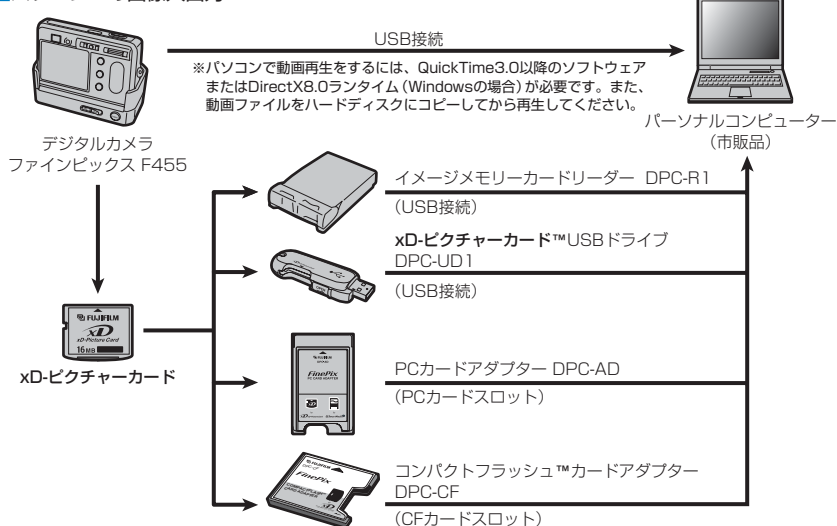 USB接続
※パソコンで動画再生をするには、QuickTime3.0以降のソフトウェア
またはDirectX8.0ランタイム（Windowsの場合）が必要です。また、
動画ファイルをハードディスクにコピーしてから再生してください。
パーソナルコンピューター
（市販品）
デジタルカメラ
ファインピックス F455
イメージメモリーカードリーダー DPC-R1
（USB接続）
xD-ピクチャーカード™USBドライブ
DPC-UD1
（USB接続）
FUJIFILM
xD
xD-Picture Card
16MB
xD-ピクチャーカード
FUJIFILM
FinePix
PC CARD ADAPTER
PCカードアダプター DPC-AD
（PCカードスロット）
FUJIFILM
DPC-CF
FinePix
COMPACTFLASH
CARD ADAPTER
コンパクトフラッシュ™カードアダプター
DPC-CF
（CFカードスロット）